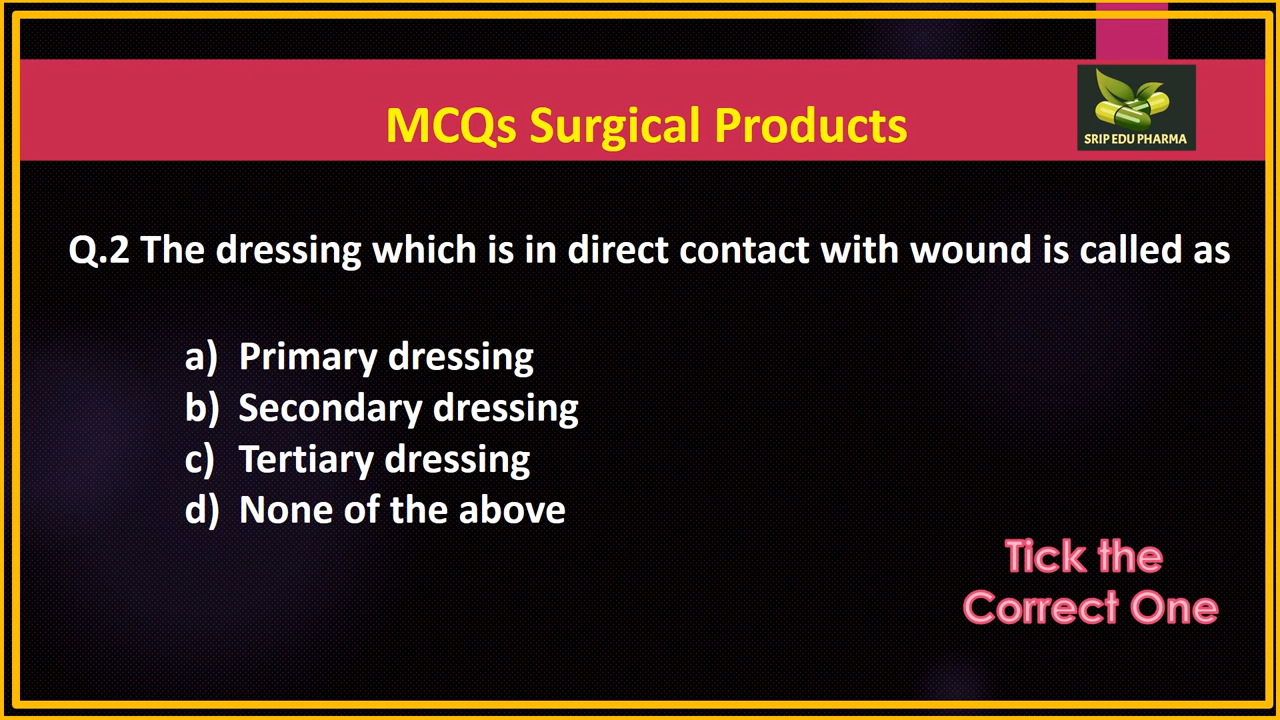 MCQs Surgical Products
SRIP EDU PHARMA
Q.2 The dressing which is in direct contact with wound is called as
a) Primary dressing
b) Secondary dressing
c) Tertiary dressing
d) None of the above
Tick the
Correct One